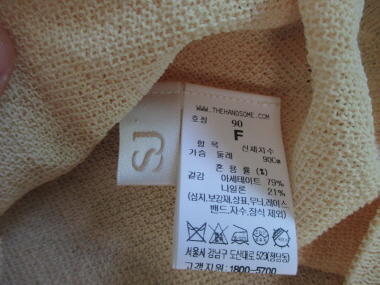 SJ
WWW.THEHANDSOME.COM
호칭 90
F
항목 신체치수
가슴 둘레 90Cm
혼 용 률 (%)
겉감 아세테이트 79%
나일론 21%
(심지,보강재,상표,무늬,레이스
밴드,자수,장식 제외)
서울시 강남구 도산대로 523(청담동)
고객지원:1800-5700